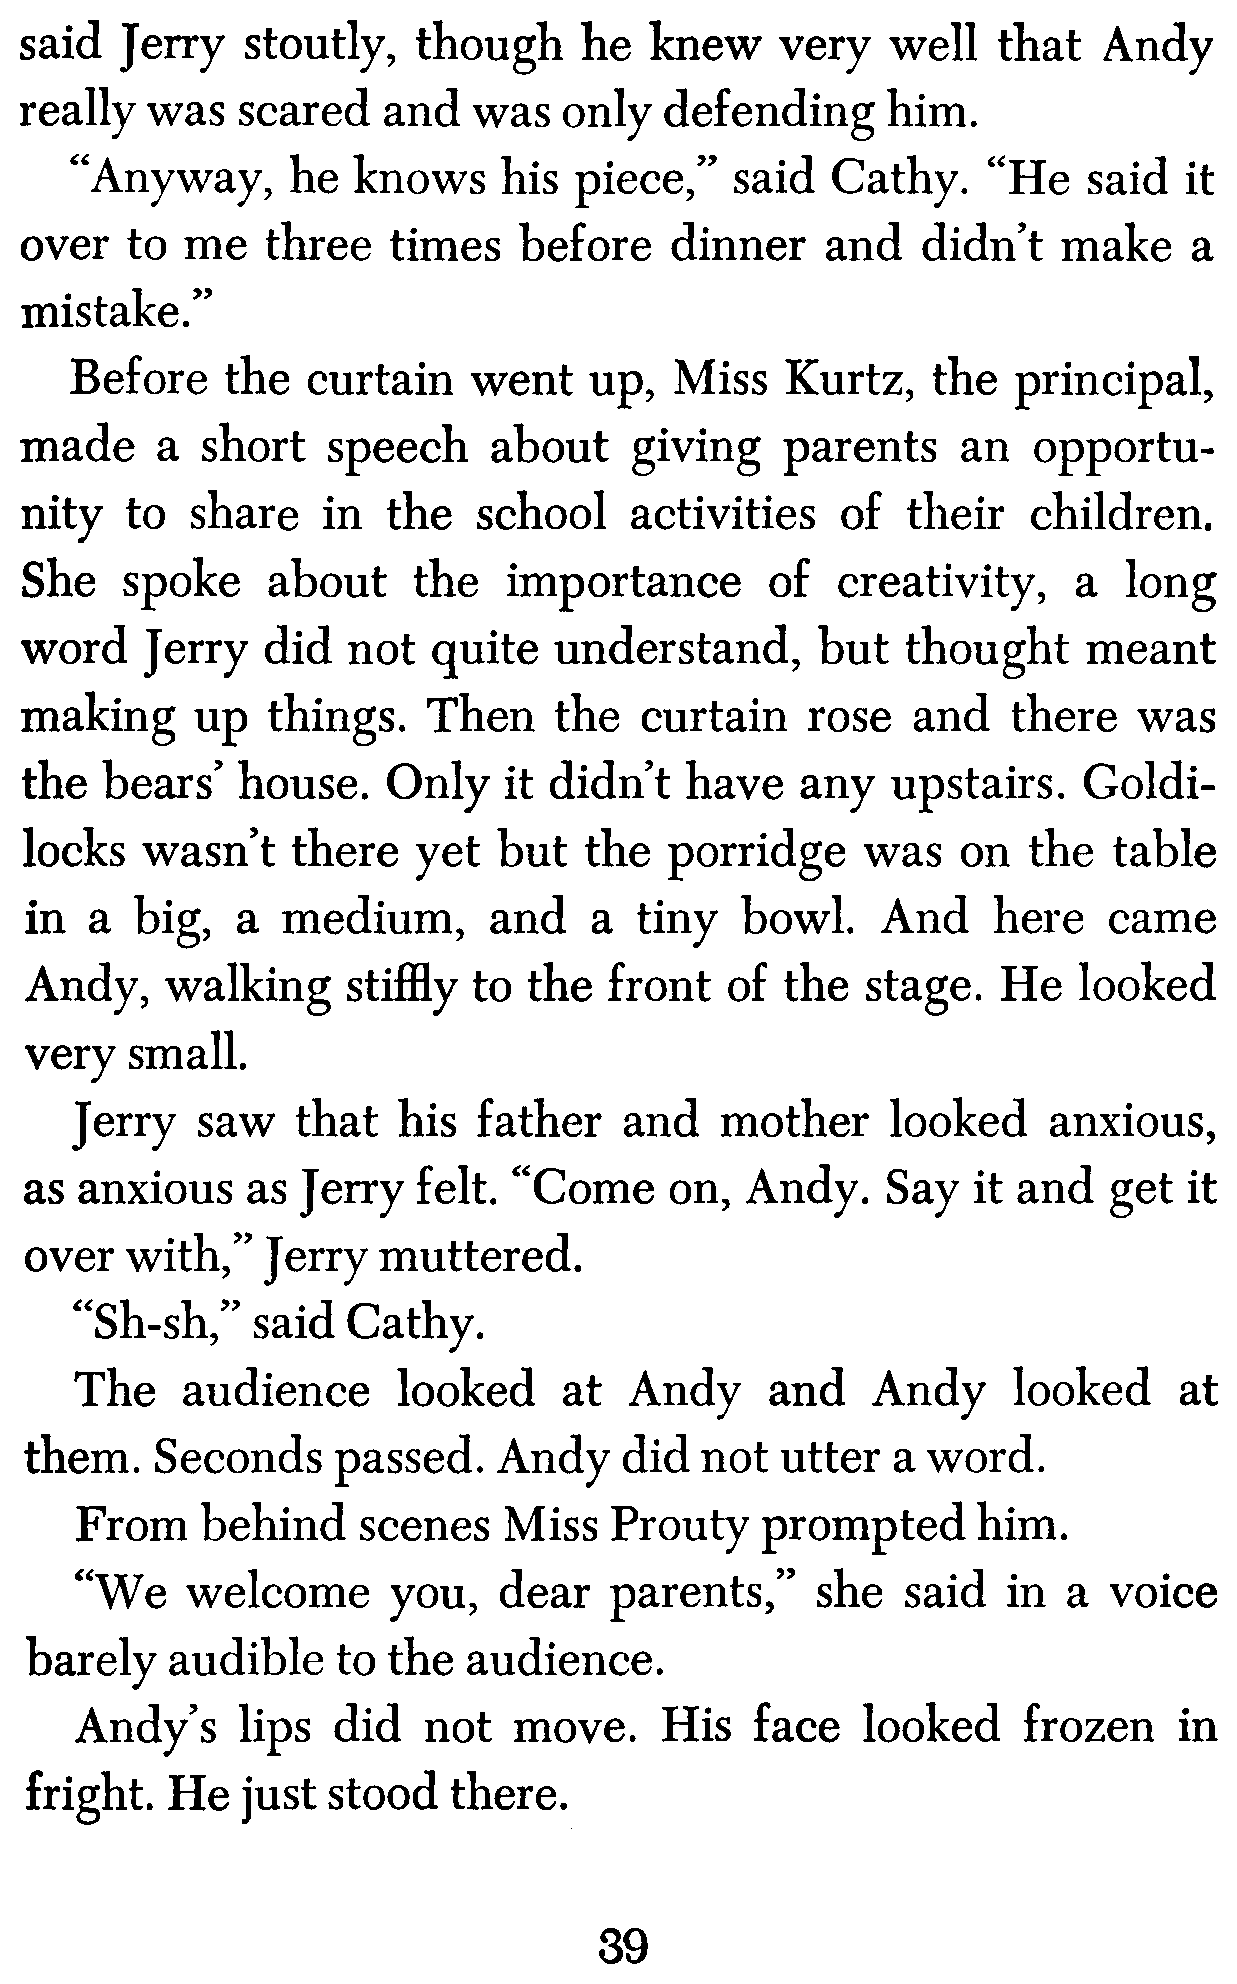 said Jerry stoutly, though he knew very well that Andy
really was scared and was only defending him.
“Anyway, he knows his piece,” said Cathy. “He said it
over to me three times before dinner and didn’t make a
mistake.”
Before the curtain went up, Miss Kurtz, the principal,
made a short speech about giving parents an opportu-
nity to share in the school activities of their children.
She spoke about the importance of creativity, a long
word Jerry did not quite understand, but thought meant
making up things. Then the curtain rose and there was
the bears’ house. Only it didn’t have any upstairs. Goldi-
locks wasn’t there yet but the porridge was on the table
in a big, a medium, and a tiny bowl. And here came
Andy, walking stiffly to the front of the stage. He looked
very small.
Jerry saw that his father and mother looked anxious,
as anxious as Jerry felt. “Come on, Andy. Say it and get it
over with,” Jerry muttered.
“Sh-sh,” said Cathy.
The audience looked at Andy and Andy looked at
them. Seconds passed. Andy did not utter a word.
From behind scenes Miss Prouty prompted him.
“We welcome you, dear parents,” she said in a voice
barely audible to the audience.
Andy’s lips did not move. His face looked frozen in
fright. He just stood there.
39